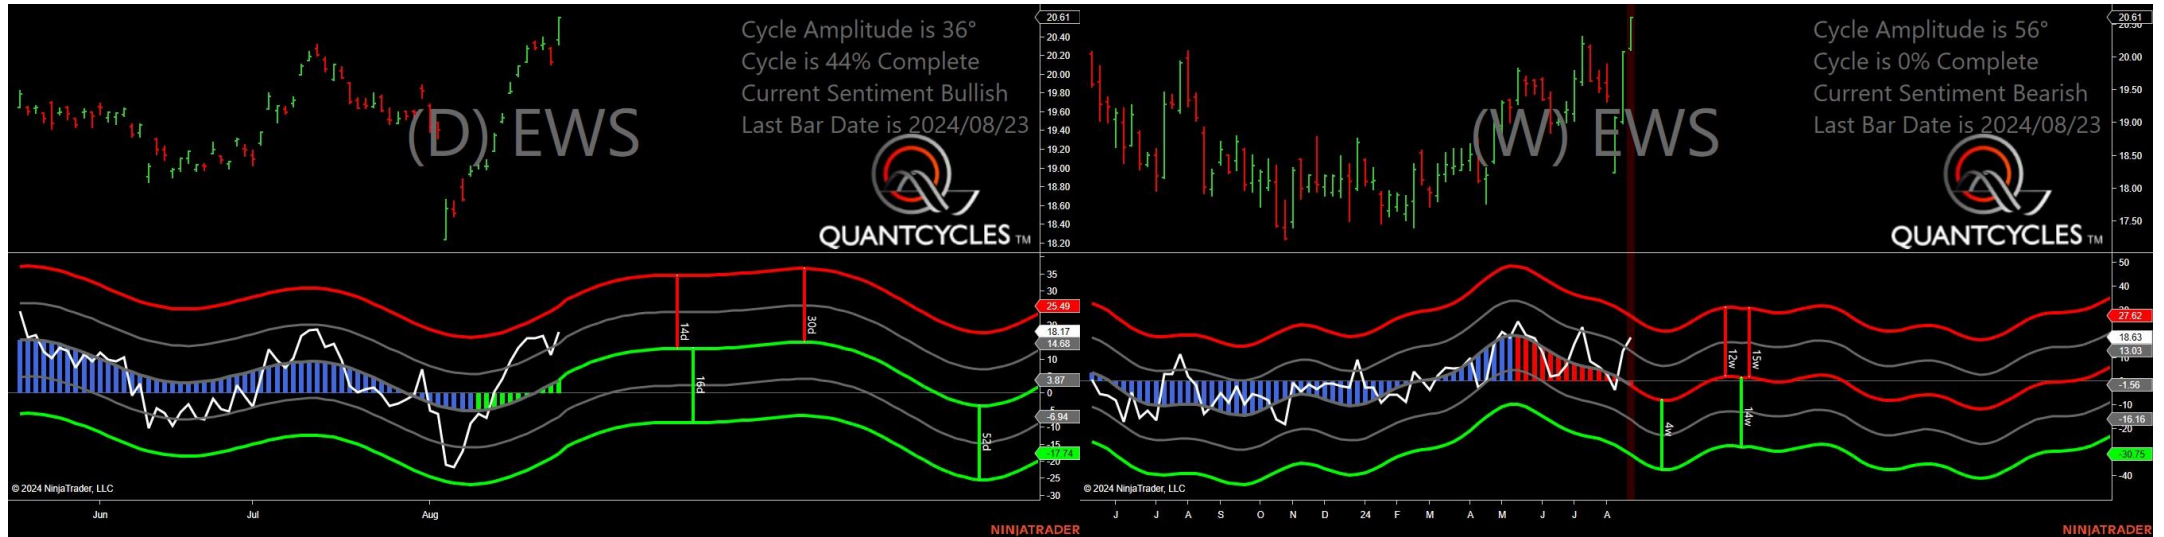 Cycle Amplitude is 36°
Cycle is 44% Complete
Current Sentiment Bullish
Last Bar Date is 2024/08/23
(D) EWS
QUANTCYCLES TM
20.61
20.40
20.20
20.00
19.80
19.60
19.40
19.20
19.00
18.80
18.60
18.40
18.20
14d
16d
30d
52d
35
30
25.49
20
18.17
14.68
10
3.87
0
-6.94
-10
-15
-17.74
-20
-25
-30
© 2024 NinjaTrader, LLC
Jun
Jul
Aug
NINJATRADER
Cycle Amplitude is 56°
Cycle is 0% Complete
Current Sentiment Bearish
Last Bar Date is 2024/08/23
(W) EWS
QUANTCYCLES TM
20.61
20.50
20.00
19.50
19.00
18.50
18.00
17.50
4w
12w
15w
14w
50
40
27.62
18.63
13.03
-1.56
-10
-16.16
-20
-30.75
-40
© 2024 NinjaTrader, LLC
J
J
A
S
O
N
D
24
F
M
A
M
J
J
A
NINJATRADER